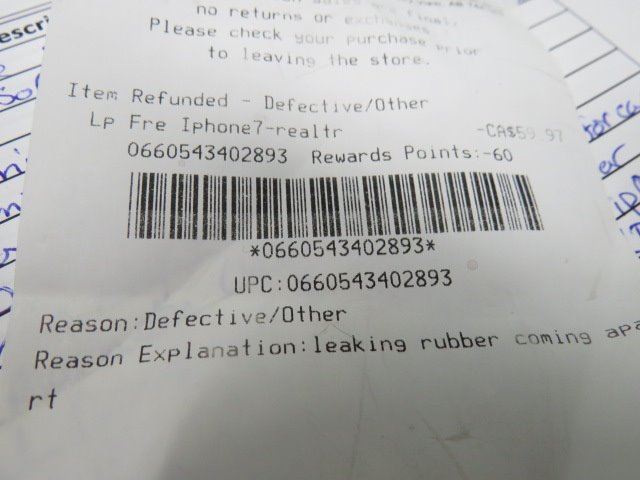 no returns or exchanges
Please check your purchase prior
to leaving the store.
Item Refunded - Defective/Other
Lp Fre Iphone7-realtr -CA$59.97
0660543402893 Rewards Points:-60
*0660543402893*
UPC:0660543402893
Reason:Defective/Other
Reason Explanation:leaking rubber coming apa
rt